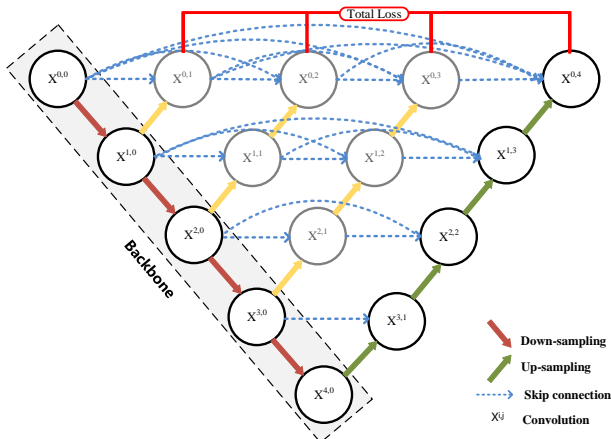 Total Loss
X0,0
X0,1
X0,2
X0,3
X0,4
X1,0
X1,1
X1,2
X1,3
X2,0
X2,1
X2,2
X3,0
X3,1
X4,0
Backbone
Down-sampling
Up-sampling
Skip connection
Xi,j Convolution